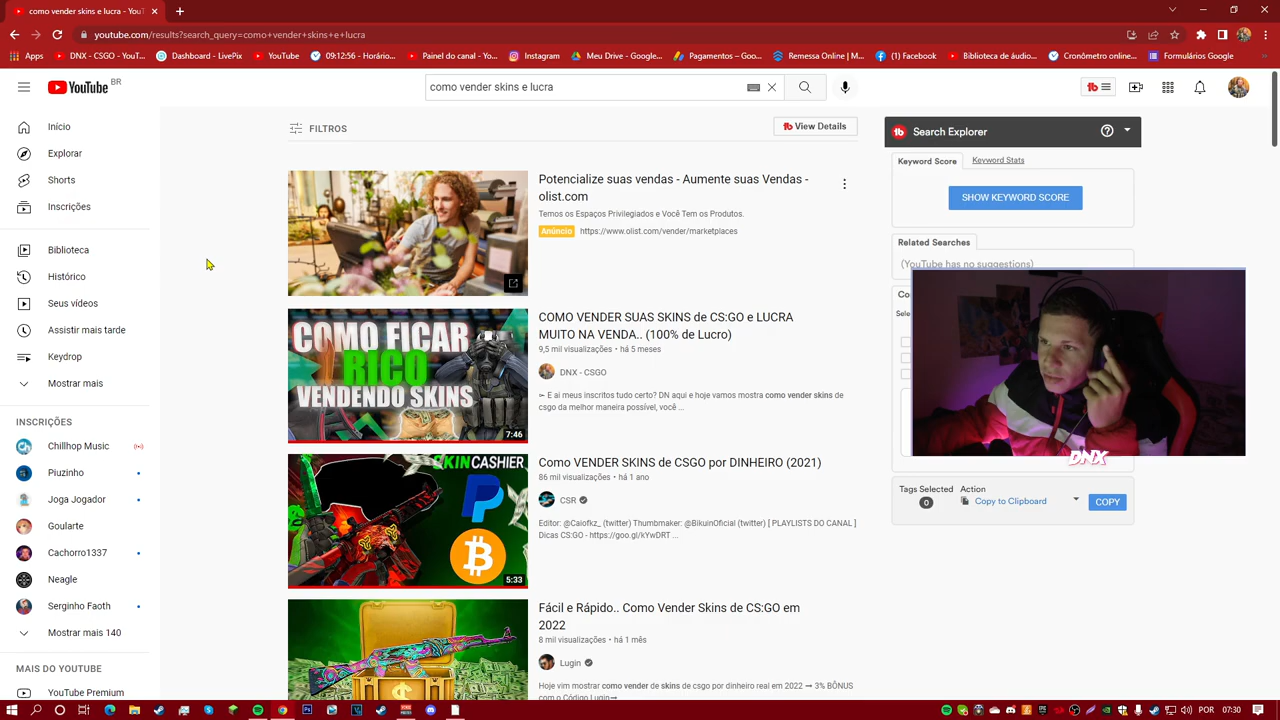 como vender skins e lucra - YouT
youtube.com/results?search_query=como+vender+skins+e+lucra
Apps
DNX - CSGO - YouT...
Dashboard - LivePix
YouTube
09:12:56 - Horário...
Painel do canal - Yo...
Instagram
Meu Drive - Google...
Pagamentos – Goo...
Remessa Online | M...
(1) Facebook
Biblioteca de áudio...
Cronômetro online...
Formulários Google
YouTube BR
como vender skins e lucra
Início
Explorar
Shorts
Inscrições
Biblioteca
Histórico
Seus vídeos
Assistir mais tarde
Keydrop
Mostrar mais
INSCRIÇÕES
Chillhop Music
Piuzinho
Joga Jogador
Goularte
Cachorro1337
Neagle
Serginho Faoth
Mostrar mais 140
MAIS DO YOUTUBE
YouTube Premium
FILTROS
View Details
Potencialize suas vendas - Aumente suas Vendas -
olist.com
Temos os Espaços Privilegiados e Você Tem os Produtos.
Anúncio https://www.olist.com/vender/marketplaces
COMO FICAR
RICO
VENDENDO SKINS
7:46
COMO VENDER SUAS SKINS de CS:GO e LUCRA
MUITO NA VENDA.. (100% de Lucro)
9,5 mil visualizações • há 5 meses
DNX - CSGO
➣ E ai meus inscritos tudo certo? DN aqui e hoje vamos mostra como vender skins de
csgo da melhor maneira possível, você ...
SKINCASHIER
5:33
Como VENDER SKINS de CSGO por DINHEIRO (2021)
86 mil visualizações • há 1 ano
CSR
Editor: @Caiofkz_ (twitter) Thumbmaker: @BikuinOficial (twitter) [ PLAYLISTS DO CANAL ]
Dicas CS:GO - https://goo.gl/kYwDRT ...
Fácil e Rápido.. Como Vender Skins de CS:GO em
2022
8 mil visualizações • há 1 mês
Lugin
Hoje vim mostrar como vender de skins de csgo por dinheiro real em 2022 ➞ 3% BÔNUS
com o Código Lugin➞
Search Explorer
Keyword Score
Keyword Stats
SHOW KEYWORD SCORE
Related Searches
(YouTube has no suggestions)
Co
Sele
DNX
Tags Selected
0
Action
Copy to Clipboard
COPY
POR
07:30